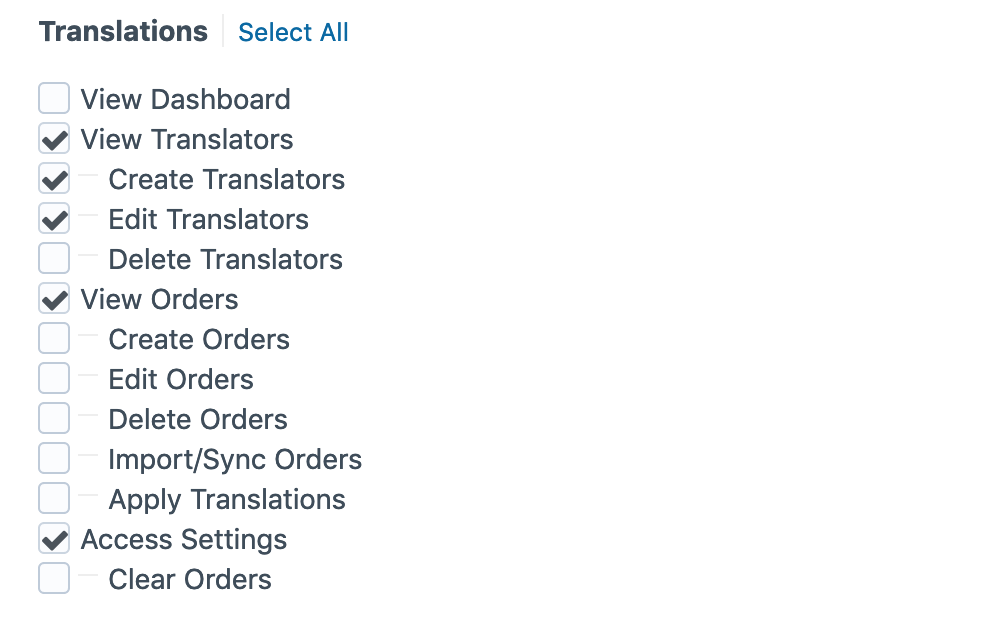 Translations Select All
View Dashboard
View Translators
Create Translators
Edit Translators
Delete Translators
View Orders
Create Orders
Edit Orders
Delete Orders
Import/Sync Orders
Apply Translations
Access Settings
Clear Orders